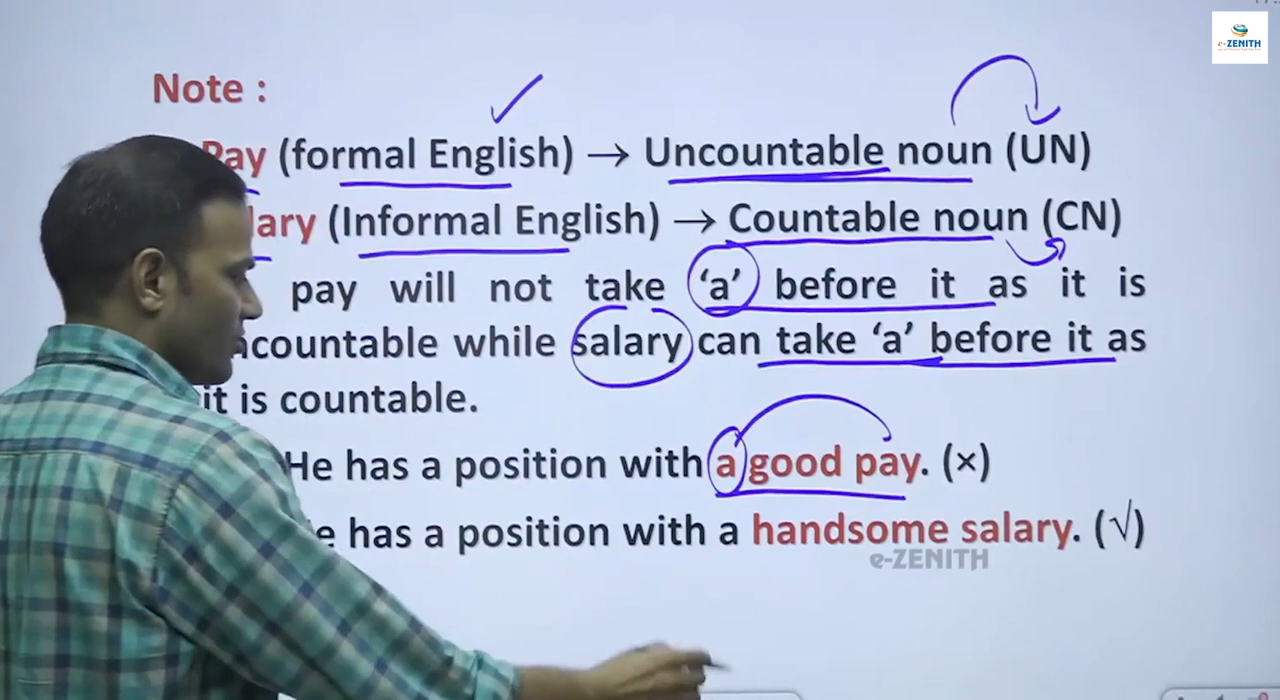 e-ZENITH
Note :
Pay (formal English) → Uncountable noun (UN)
lary (Informal English) → Countable noun (CN)
pay will not take ‘a’ before it as it is
countable while salary can take ‘a’ before it as
it is countable.
He has a position with a good pay. (×)
e has a position with a handsome salary. (√)
e-ZENITH